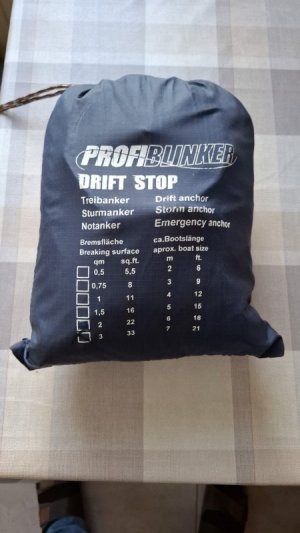 PROFIBLINKER
DRIFT STOP
Treibanker Drift anchor
Sturmanker Storm anchor
Notanker Emergency anchor
Bremsfläche ca.Bootslänge
Breaking surface aprox. boat size
qm sq.ft. m ft.
0,5 5,5 2 6
0,75 8 3 9
1 11 4 12
1,5 16 5 15
2 22 6 18
3 33 7 21